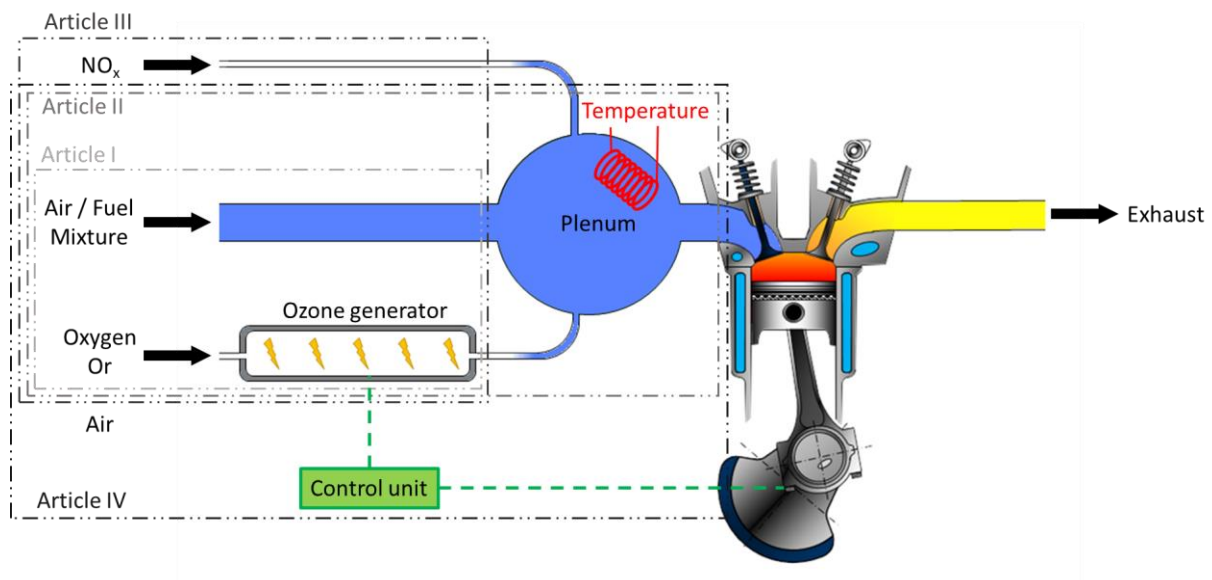 Article III
NOx
Article II
Temperature
Article I
Air / Fuel
Mixture
Plenum
Exhaust
Ozone generator
Oxygen
Or
Air
Control unit
Article IV